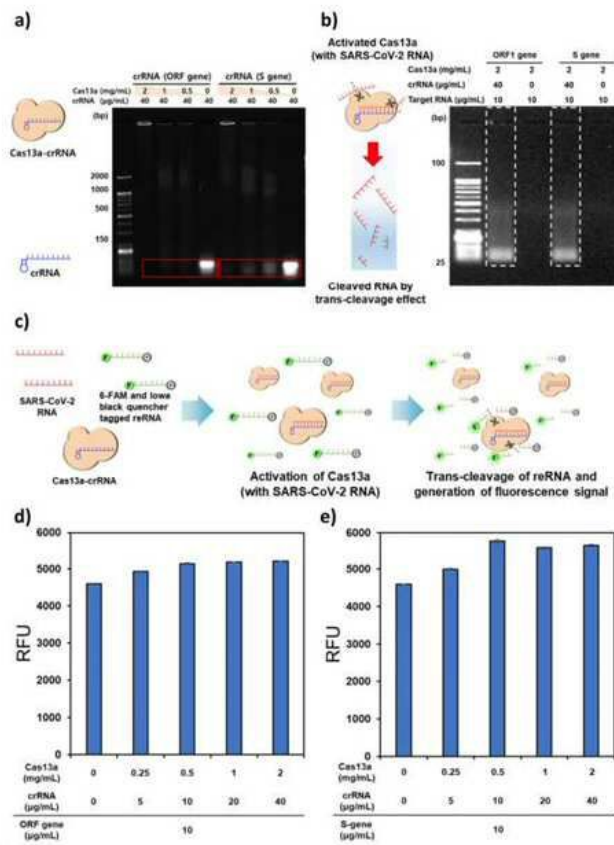 a)
crRNA (ORF gene) crRNA (S gene)
Cas13a (mg/mL) 2 1 0.5 0 2 1 0.5 0
crRNA (µg/mL) 40 40 40 40 40 40 40 40
(bp)
2000
1000
500
150
Cas13a-crRNA
crRNA
b)
Activated Cas13a
(with SARS-CoV-2 RNA)
ORF1 gene S gene
Cas13a (mg/mL) 2 2 2 2
crRNA (µg/mL) 40 0 40 0
Target RNA (µg/mL) 10 10 10 10
(bp)
100
25
Cleaved RNA by
trans-cleavage effect
c)
SARS-CoV-2
RNA
6-FAM and Iowa
black quencher
tagged reRNA
Cas13a-crRNA
Activation of Cas13a
(with SARS-CoV-2 RNA)
Trans-cleavage of reRNA and
generation of fluorescence signal
d)
RFU
6000
5000
4000
3000
2000
1000
0
Cas13a
(mg/mL) 0 0.25 0.5 1 2
crRNA
(µg/mL) 0 5 10 20 40
ORF gene
(µg/mL) 10
e)
RFU
6000
5000
4000
3000
2000
1000
0
Cas13a
(mg/mL) 0 0.25 0.5 1 2
crRNA
(µg/mL) 0 5 10 20 40
S-gene
(µg/mL) 10